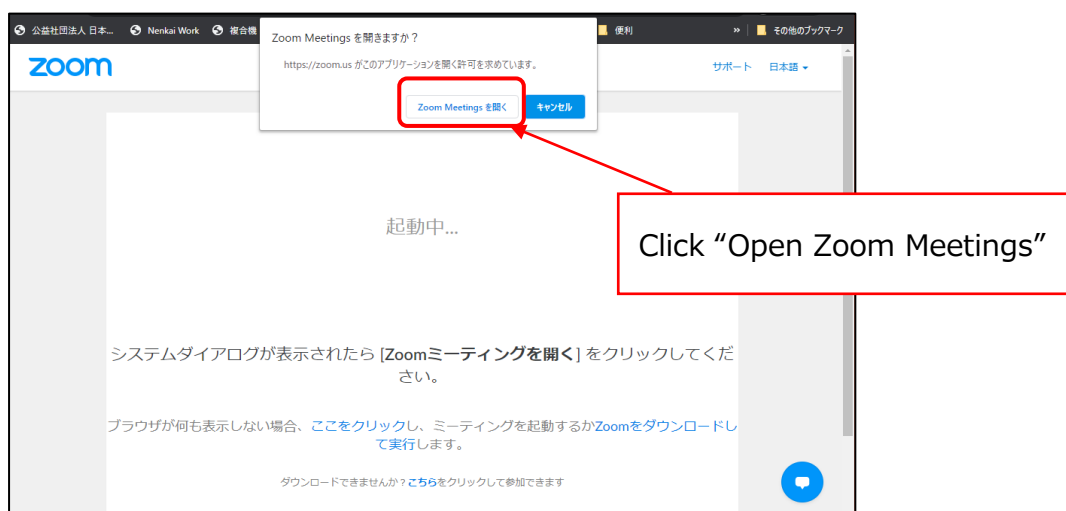 公益社団法人 日本... Nenkai Work 複合機 便利 » その他のブックマーク
Zoom Meetings を開きますか？
https://zoom.us がこのアプリケーションを開く許可を求めています。
Zoom Meetings を開く キャンセル
zoom サポート 日本語
起動中...
Click “Open Zoom Meetings”
システムダイアログが表示されたら [Zoomミーティングを開く] をクリックしてくだ
さい。
ブラウザが何も表示しない場合、ここをクリックし、ミーティングを起動するかZoomをダウンロードし
て実行します。
ダウンロードできませんか？こちらをクリックして参加できます